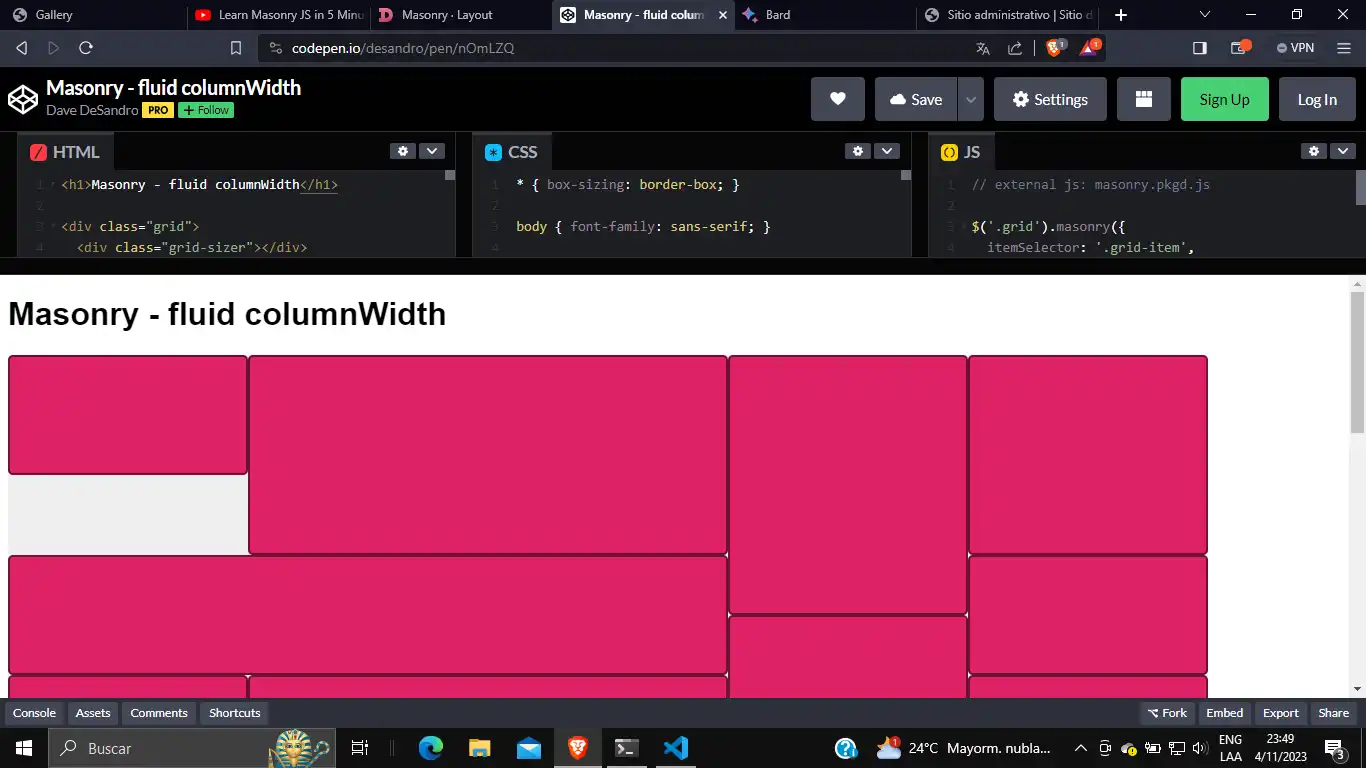 Gallery
Learn Masonry JS in 5 Minu
Masonry · Layout
Masonry - fluid colum
Bard
Sitio administrativo | Sitio d
codepen.io/desandro/pen/nOmLZQ
1
1
VPN
Masonry - fluid columnWidth
Dave DeSandro PRO + Follow
Save
Settings
Sign Up
Log In
HTML
1 <h1>Masonry - fluid columnWidth</h1>
2
3 <div class="grid">
4 <div class="grid-sizer"></div>
CSS
1 * { box-sizing: border-box; }
2
3 body { font-family: sans-serif; }
4
JS
1 // external js: masonry.pkgd.js
2
3 $('.grid').masonry({
4 itemSelector: '.grid-item',
Masonry - fluid columnWidth
Console
Assets
Comments
Shortcuts
Fork
Embed
Export
Share
Buscar
1
24°C Mayorm. nubla...
ENG
LAA
23:49
4/11/2023
3